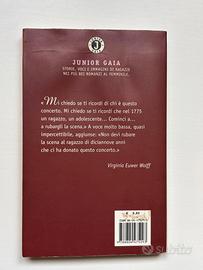 JUNIOR GAIA
STORIE, VOCI E IMMAGINI DI RAGAZZE
NEI PIÙ BEI ROMANZI AL FEMMINILE.
«Mi chiedo se ti ricordi di chi è questo
concerto. Mi chiedo se ti ricordi che nel 1775
un ragazzo, un adolescente... Cominci a...
a rubargli la scena.» A voce molto bassa, quasi
impercettibile, aggiunse: «Non devi rubare
la scena al ragazzo di diciannove anni
che ci ha donato questo concerto.»
Virginia Euwer Wolff
Subito.it